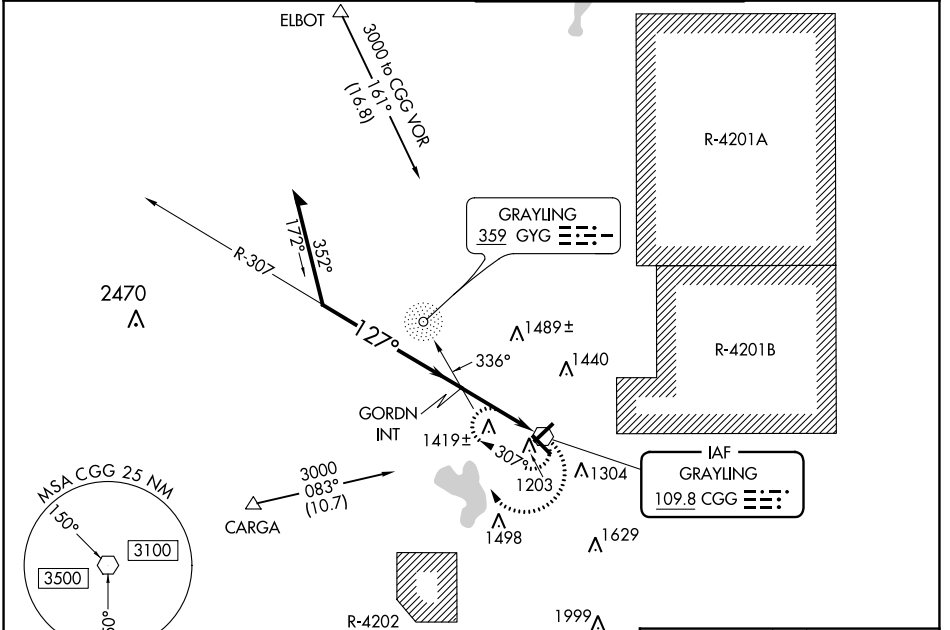 ELBOT
3000 to CGG VOR
161°
(16.8)
R-4201A
GRAYLING
359 GYG
172°
352°
R-307
2470
127°
1489±
1440
336°
R-4201B
GORDN
INT
1419±
307°
1203
1304
IAF
GRAYLING
109.8 CGG
3000
083°
(10.7)
CARGA
1498
1629
MSA CGG 25 NM
150°
3100
3500
R-4202
1999